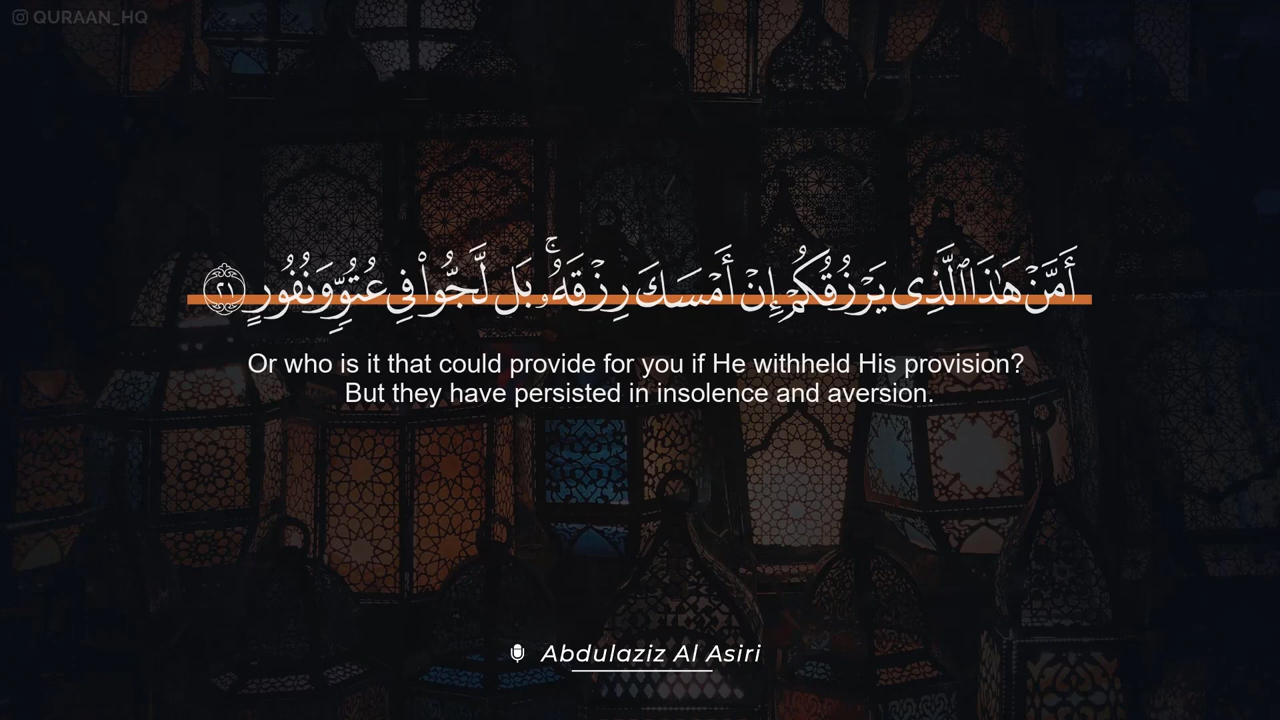 QURAAN_HQ
أَمَّنْ هَٰذَا ٱلَّذِى يَرْزُقُكُمْ إِنْ أَمْسَكَ رِزْقَهُۥ ۚ بَل لَّجُّوا۟ فِى عُتُوٍّ وَنُفُورٍ ٢١
Or who is it that could provide for you if He withheld His provision?
But they have persisted in insolence and aversion.
Abdulaziz Al Asiri